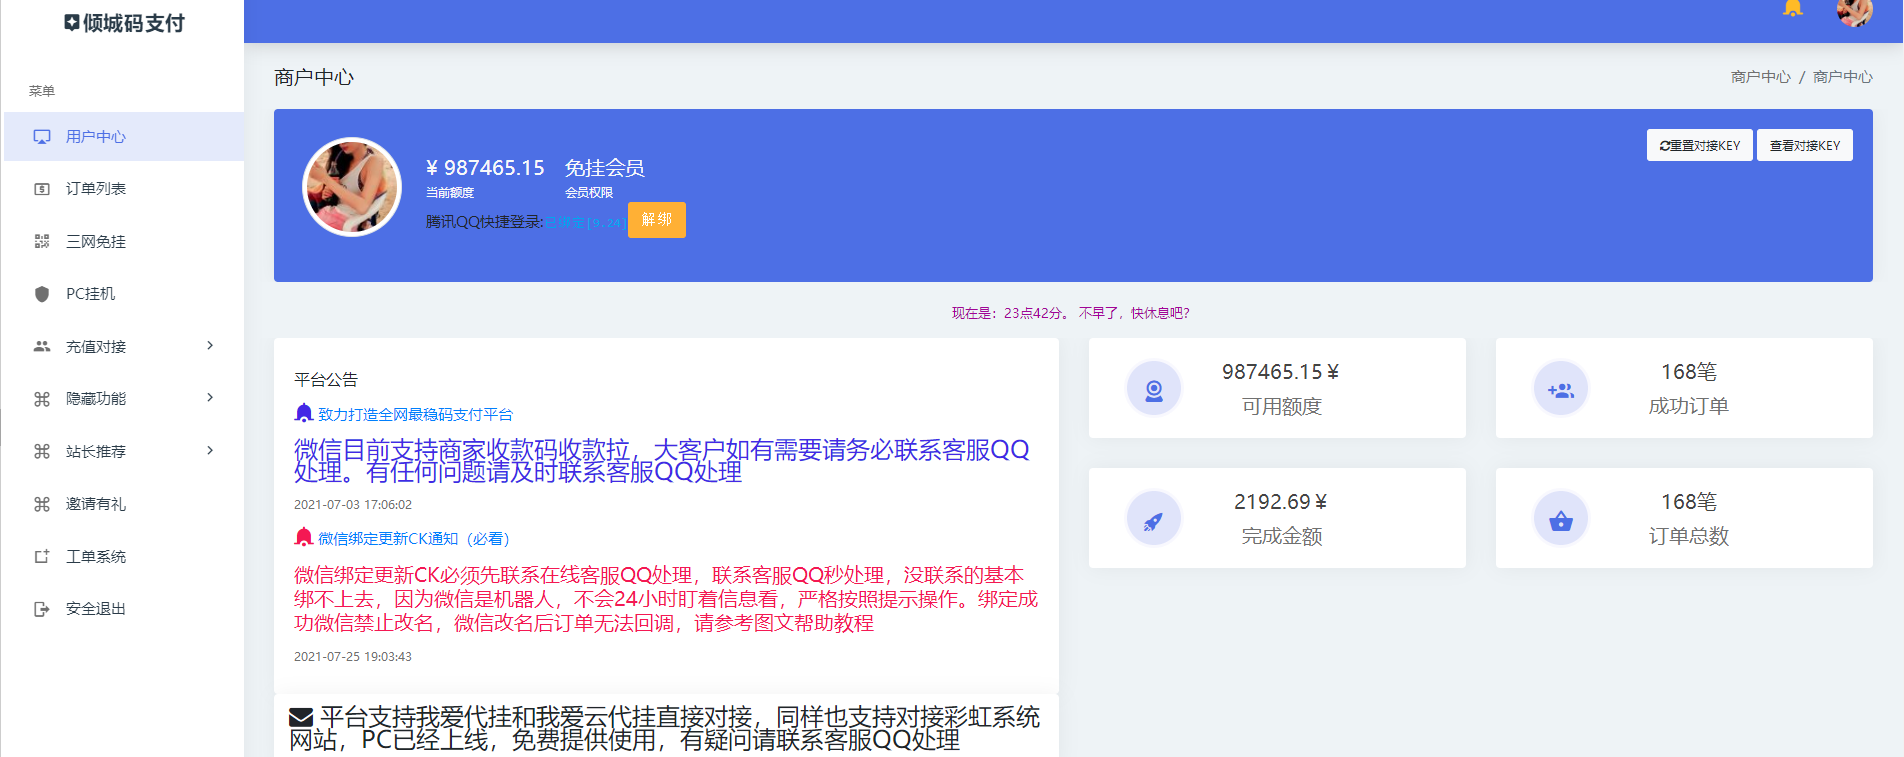 倾城码支付
菜单
用户中心
订单列表
三网免挂
PC挂机
充值对接
隐藏功能
站长推荐
邀请有礼
工单系统
安全退出
商户中心
商户中心 / 商户中心
¥ 987465.15 免挂会员
当前额度 会员权限
腾讯QQ快捷登录:已绑定[9.24] 解绑
重置对接KEY 查看对接KEY
现在是：23点42分。 不早了，快休息吧？
平台公告
致力打造全网最稳码支付平台
微信目前支持商家收款码收款拉，大客户如有需要请务必联系客服QQ
处理。有任何问题请及时联系客服QQ处理
2021-07-03 17:06:02
微信绑定更新CK通知（必看）
微信绑定更新CK必须先联系在线客服QQ处理，联系客服QQ秒处理，没联系的基本
绑不上去，因为微信是机器人，不会24小时盯着信息看，严格按照提示操作。绑定成
功微信禁止改名，微信改名后订单无法回调，请参考图文帮助教程
2021-07-25 19:03:43
平台支持我爱代挂和我爱云代挂直接对接，同样也支持对接彩虹系统
网站，PC已经上线，免费提供使用，有疑问请联系客服QQ处理
987465.15 ¥
可用额度
168笔
成功订单
2192.69 ¥
完成金额
168笔
订单总数